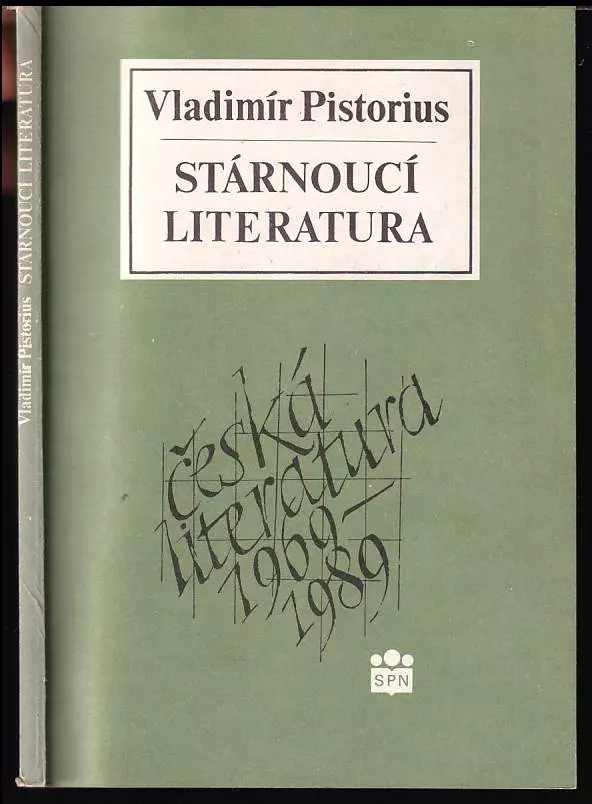 Vladimír Pistorius STÁRNOUCÍ LITERATURA
Vladimír Pistorius
STÁRNOUCÍ
LITERATURA
česká
literatura
1969–
1989
SPN